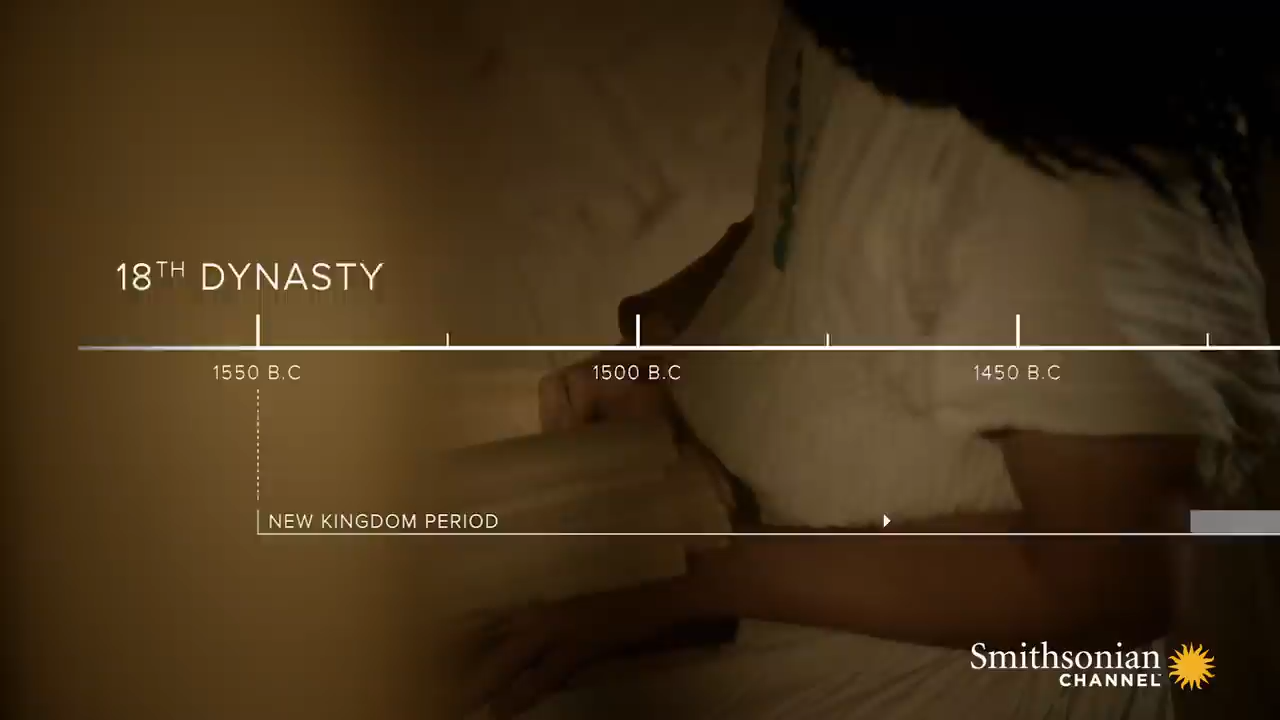 18TH DYNASTY
1550 B.C
1500 B.C
1450 B.C
NEW KINGDOM PERIOD
Smithsonian
CHANNEL